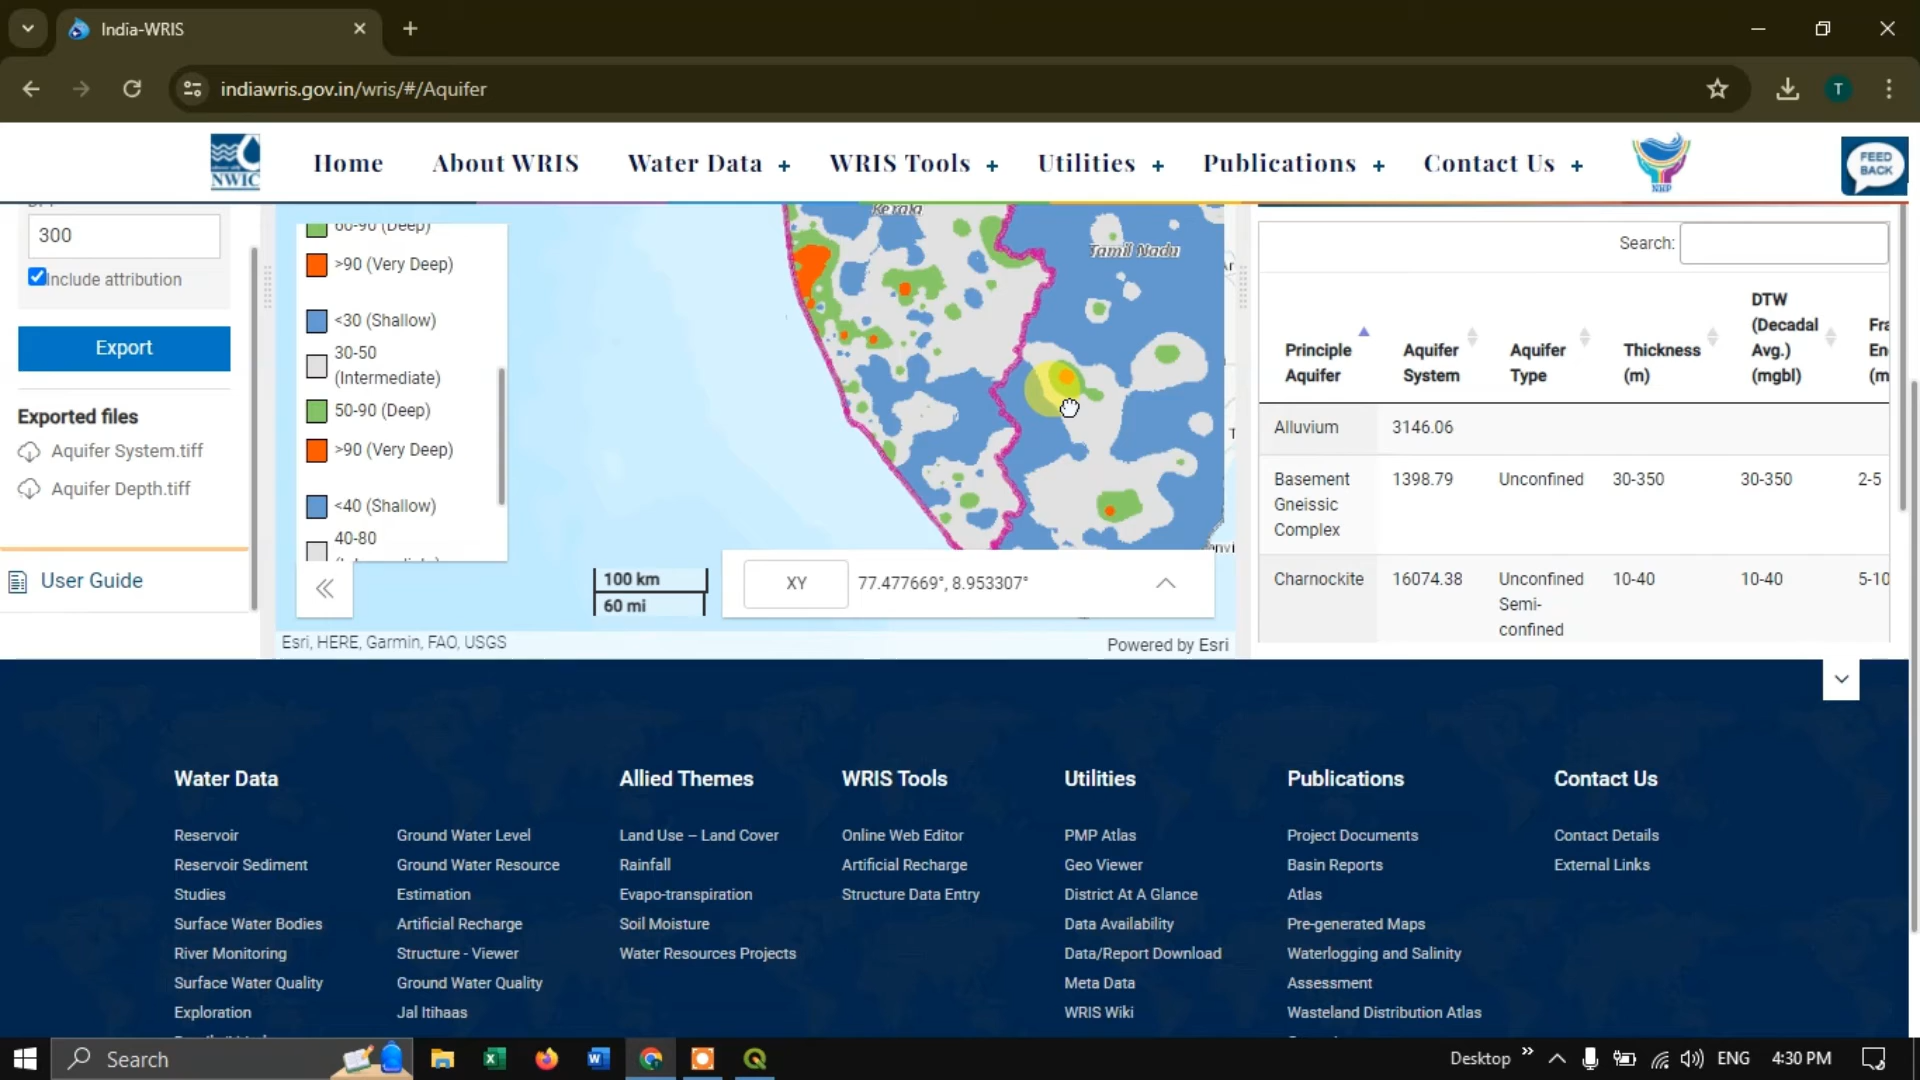 India-WRIS
indiawris.gov.in/wris/#/Aquifer
T
NWIC
Home
About WRIS
Water Data +
WRIS Tools +
Utilities +
Publications +
Contact Us +
NHP
FEED
BACK
300
Include attribution
Export
Exported files
Aquifer System.tiff
Aquifer Depth.tiff
User Guide
60-90 (Deep)
>90 (Very Deep)
<30 (Shallow)
30-50
(Intermediate)
50-90 (Deep)
>90 (Very Deep)
<40 (Shallow)
40-80
Kerala
Tamil Nadu
100 km
60 mi
XY
77.477669°, 8.953307°
Esri, HERE, Garmin, FAO, USGS
Powered by Esri
Search:
Principle
Aquifer
Aquifer
System
Aquifer
Type
Thickness
(m)
DTW
(Decadal
Avg.)
(mgbl)
Fra
En
(m
Alluvium 3146.06
Basement
Gneissic
Complex
1398.79 Unconfined 30-350 30-350 2-5
Charnockite 16074.38 Unconfined
Semi-
confined
10-40 10-40 5-10
Water Data
Reservoir
Reservoir Sediment
Studies
Surface Water Bodies
River Monitoring
Surface Water Quality
Exploration
Ground Water Level
Ground Water Resource
Estimation
Artificial Recharge
Structure - Viewer
Ground Water Quality
Jal Itihaas
Allied Themes
Land Use – Land Cover
Rainfall
Evapo-transpiration
Soil Moisture
Water Resources Projects
WRIS Tools
Online Web Editor
Artificial Recharge
Structure Data Entry
Utilities
PMP Atlas
Geo Viewer
District At A Glance
Data Availability
Data/Report Download
Meta Data
WRIS Wiki
Publications
Project Documents
Basin Reports
Atlas
Pre-generated Maps
Waterlogging and Salinity
Assessment
Wasteland Distribution Atlas
Contact Us
Contact Details
External Links
Search
Desktop
ENG
4:30 PM